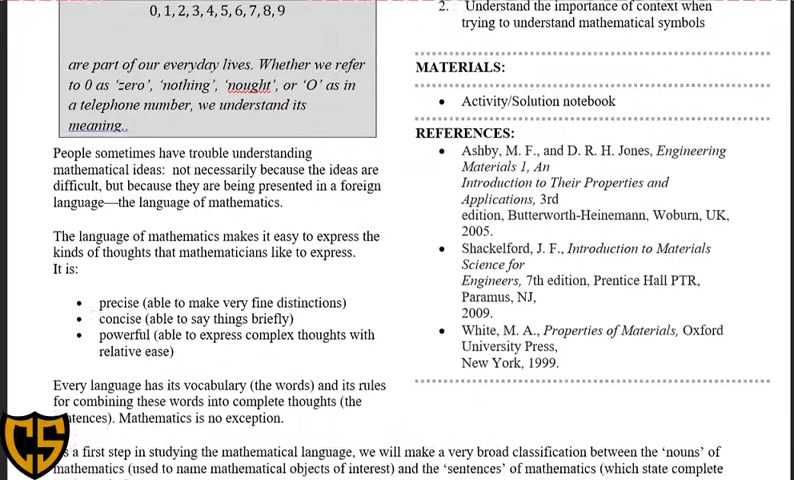 0, 1, 2, 3, 4, 5, 6, 7, 8, 9
are part of our everyday lives. Whether we refer
to 0 as ‘zero’, ‘nothing’, ‘nought’, or ‘O’ as in
a telephone number, we understand its
meaning..
People sometimes have trouble understanding
mathematical ideas:  not necessarily because the ideas are
difficult, but because they are being presented in a foreign
language—the language of mathematics.
The language of mathematics makes it easy to express the
kinds of thoughts that mathematicians like to express.
It is:
• precise (able to make very fine distinctions)
• concise (able to say things briefly)
• powerful (able to express complex thoughts with
relative ease)
Every language has its vocabulary (the words) and its rules
for combining these words into complete thoughts (the
tences). Mathematics is no exception.
2. Understand the importance of context when
trying to understand mathematical symbols
MATERIALS:
• Activity/Solution notebook
REFERENCES:
• Ashby, M. F., and D. R. H. Jones, Engineering
Materials 1, An
Introduction to Their Properties and
Applications, 3rd
edition, Butterworth-Heinemann, Woburn, UK,
2005.
• Shackelford, J. F., Introduction to Materials
Science for
Engineers, 7th edition, Prentice Hall PTR,
Paramus, NJ,
2009.
• White, M. A., Properties of Materials, Oxford
University Press,
New York, 1999.
s a first step in studying the mathematical language, we will make a very broad classification between the ‘nouns’ of
mathematics (used to name mathematical objects of interest) and the ‘sentences’ of mathematics (which state complete
CS